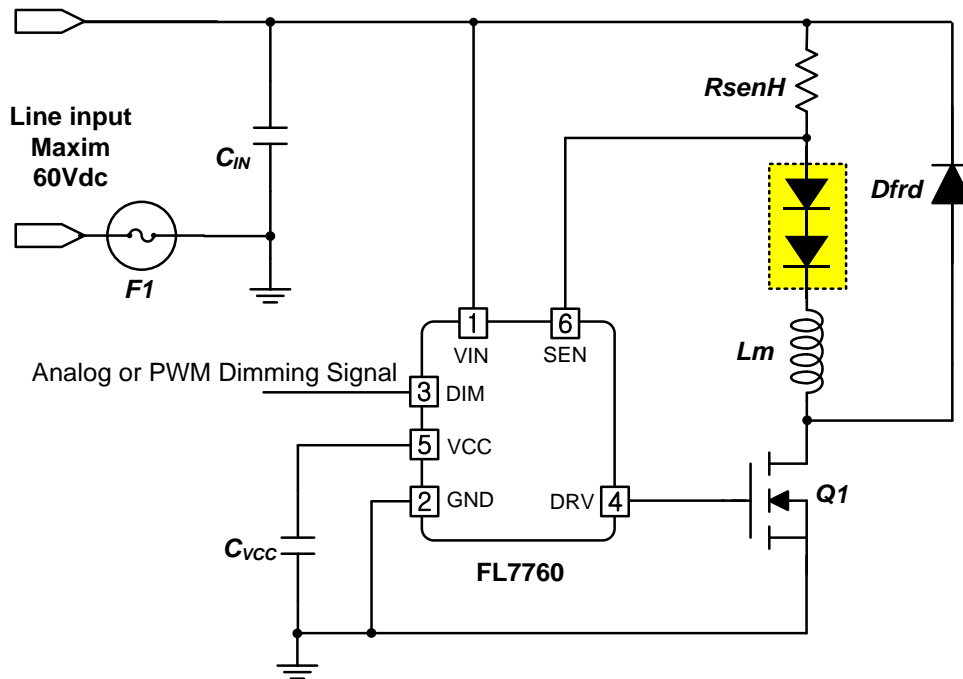 Line input
Maxim
60Vdc
CIN
F1
RsenH
Dfrd
Lm
1
6
VIN
SEN
Analog or PWM Dimming Signal
3
DIM
5
VCC
2
GND
DRV
4
Q1
CVCC
FL7760